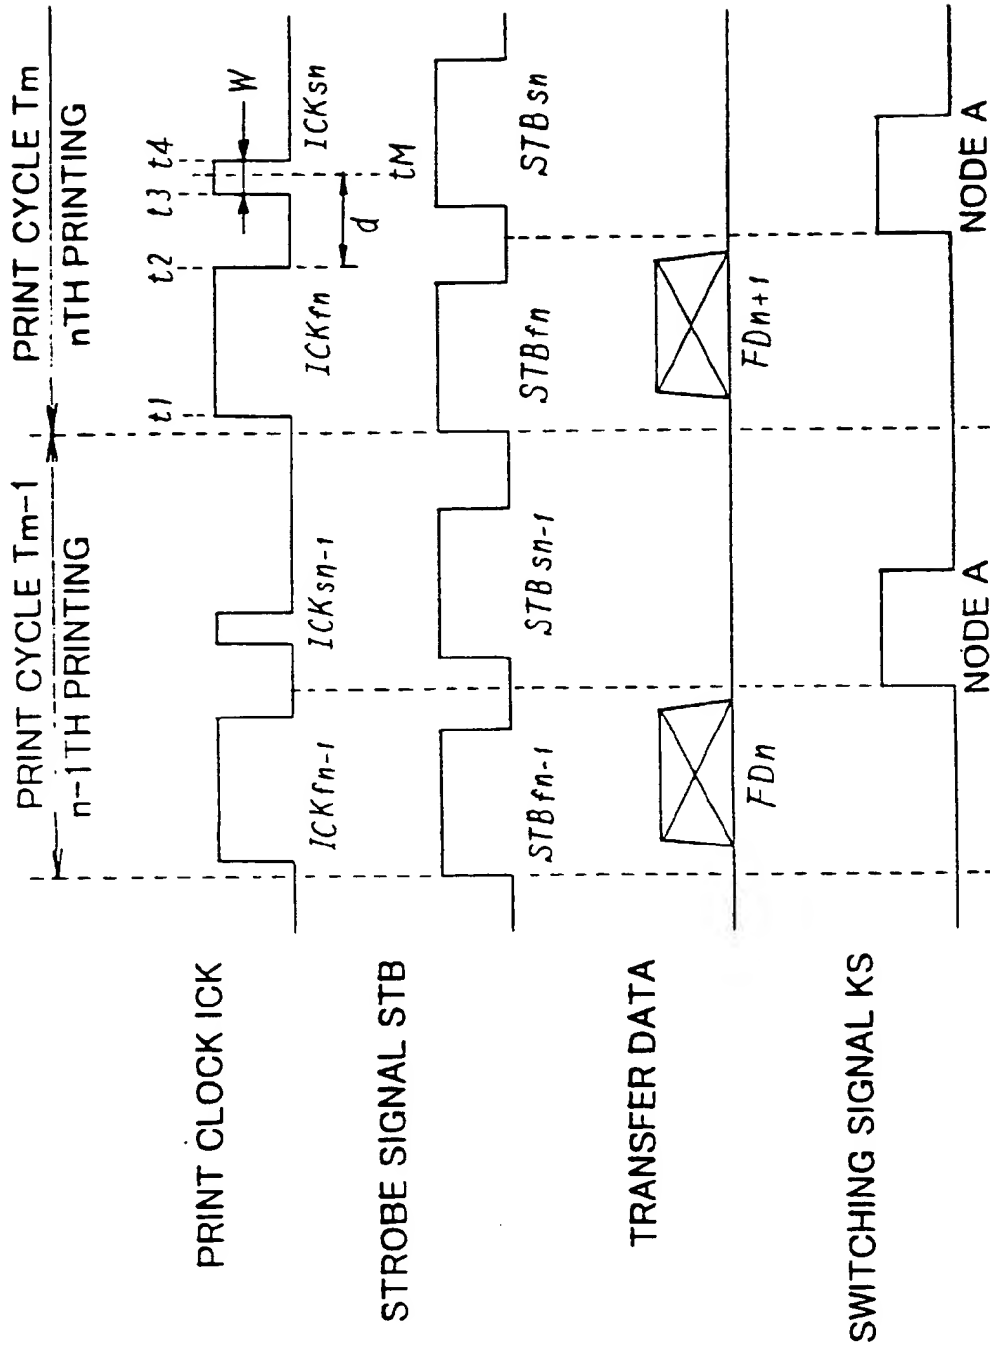 PRINT CYCLE Tm-1
n-1TH PRINTING
PRINT CYCLE Tm
nTH PRINTING
PRINT CLOCK ICK
t1
t2
t3
t4
W
ICKfn-1
ICKsn-1
ICKfn
ICKsn
d
tM
STROBE SIGNAL STB
STBfn-1
STBsn-1
STBfn
STBsn
TRANSFER DATA
FDn
FDn+1
SWITCHING SIGNAL KS
NODE A
NODE A